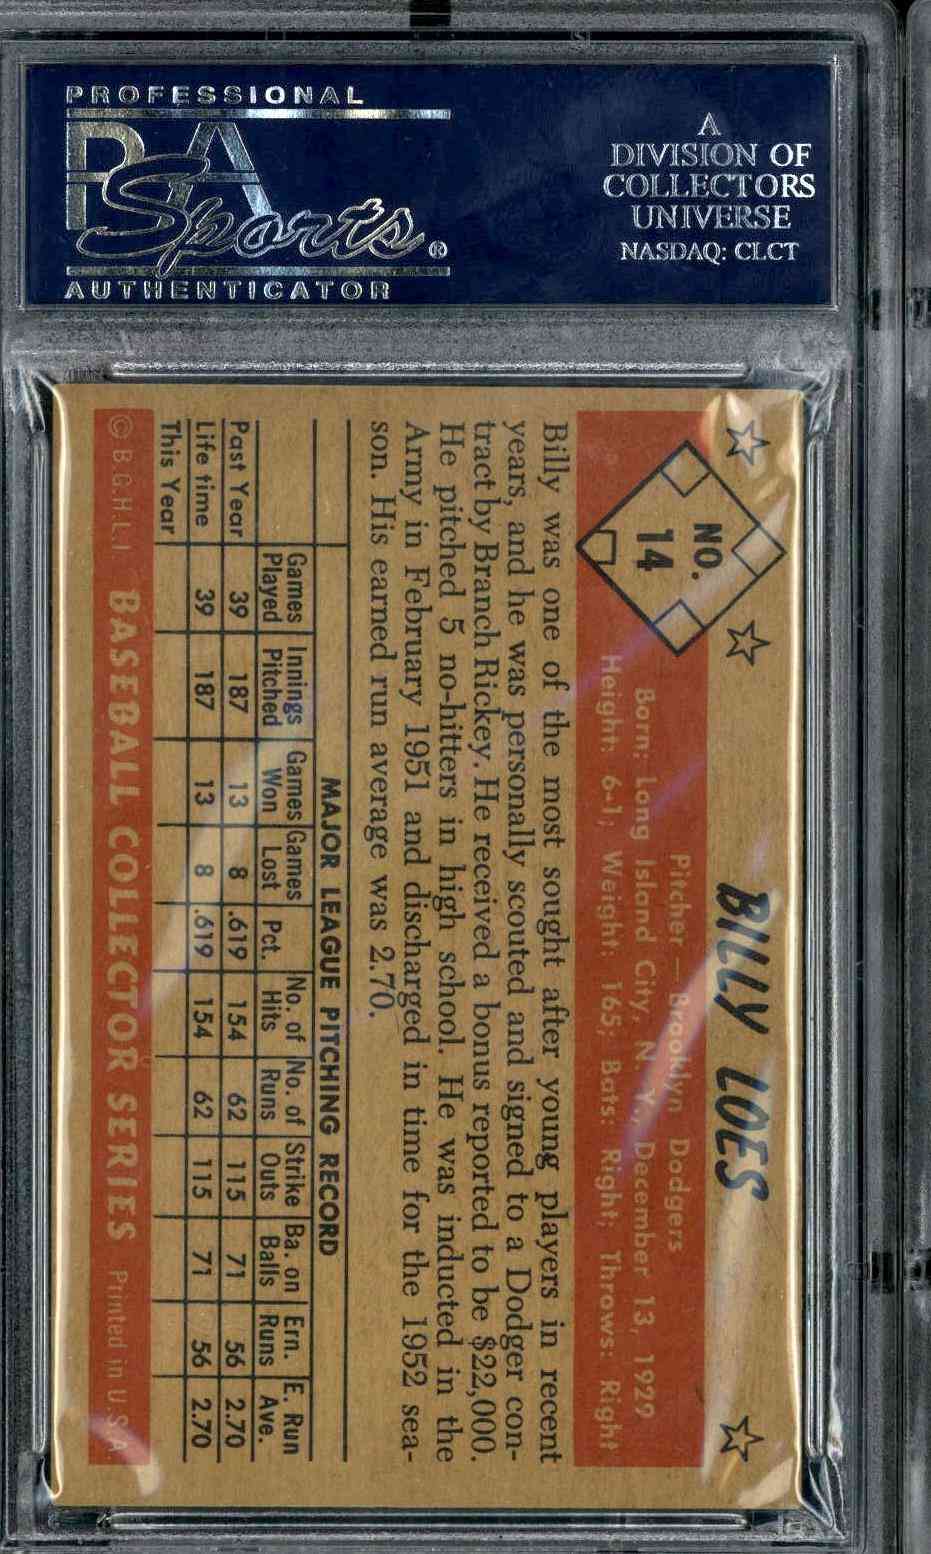 PROFESSIONAL
PSA
Sports®
AUTHENTICATOR
A
DIVISION OF
COLLECTORS
UNIVERSE
NASDAQ: CLCT
NO.
14
BILLY LOES
Pitcher — Brooklyn Dodgers
Born: Long Island City, N. Y., December 13, 1929
Height: 6-1; Weight: 165; Bats: Right; Throws: Right
Billy was one of the most sought after young players in recent
years, and he was personally scouted and signed to a Dodger con-
tract by Branch Rickey. He received a bonus reported to be $22,000.
He pitched 5 no-hitters in high school. He was inducted in the
Army in February 1951 and discharged in time for the 1952 sea-
son. His earned run average was 2.70.
MAJOR LEAGUE PITCHING RECORD
Games Played Innings Pitched Games Won Games Lost Pct. No. of Hits No. of Runs Strike Outs Ba. on Balls Ern. Runs E. Run Ave.
Past Year 39 187 13 8 .619 154 62 115 71 56 2.70
Life time 39 187 13 8 .619 154 62 115 71 56 2.70
This Year
© B.G.H.L.I BASEBALL COLLECTOR SERIES Printed in U.S.A.